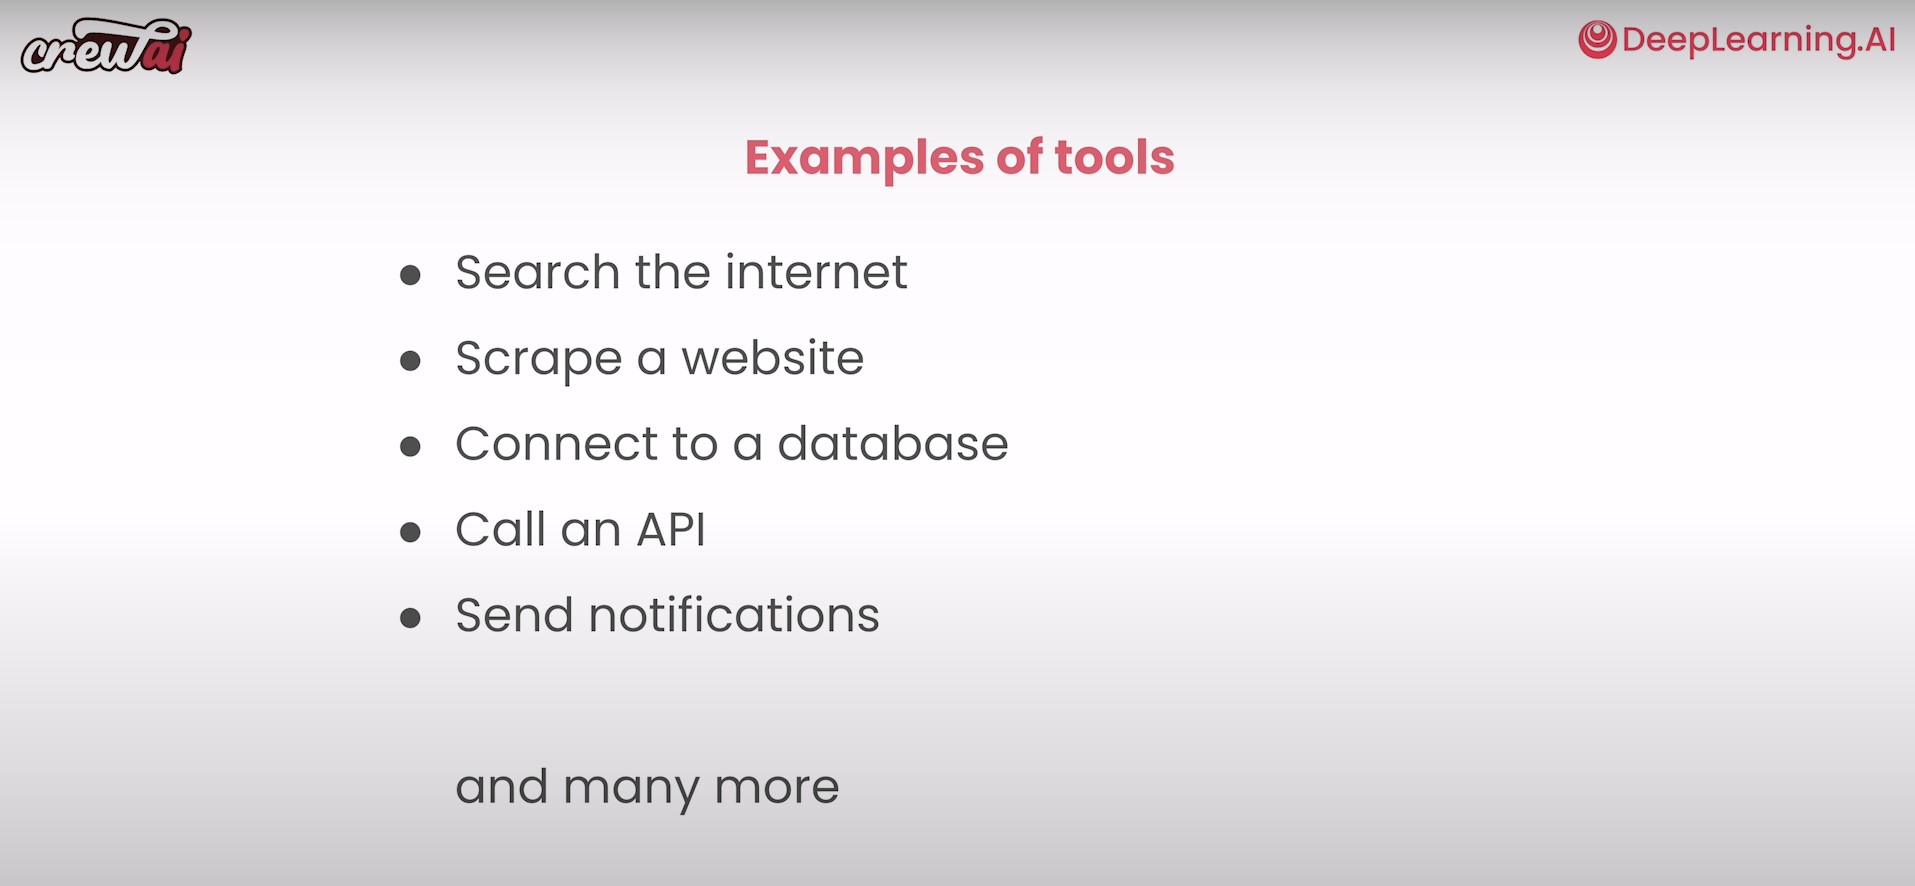 crewai
DeepLearning.AI
Examples of tools
● Search the internet
● Scrape a website
● Connect to a database
● Call an API
● Send notifications
and many more